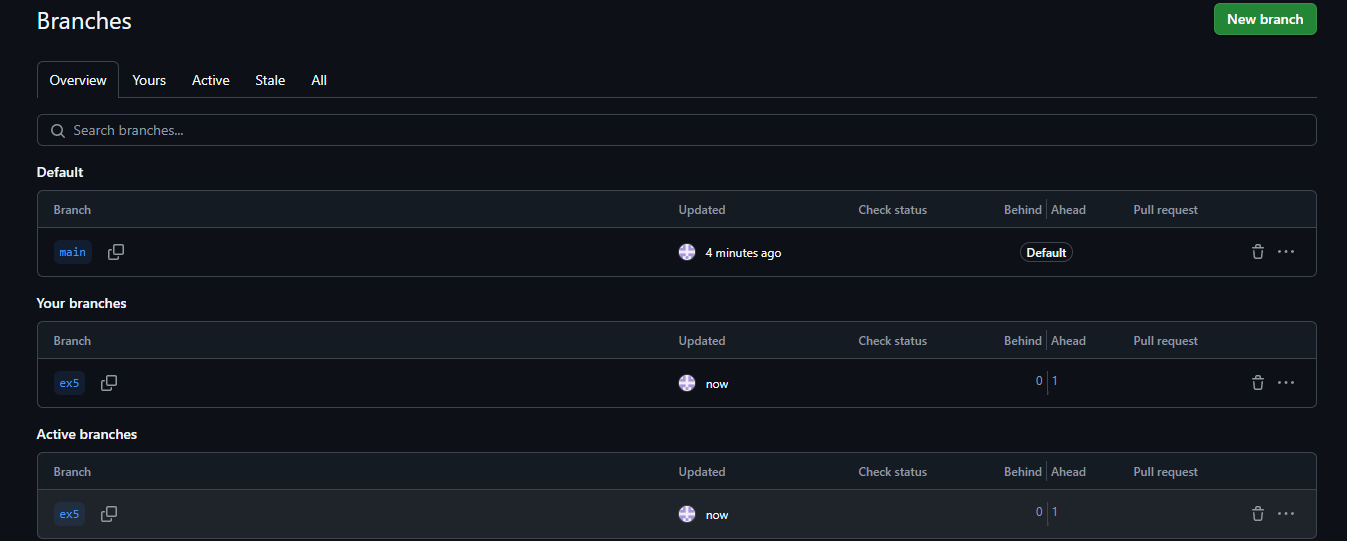 Branches
New branch
Overview Yours Active Stale All
Search branches...
Default
Branch Updated Check status Behind Ahead Pull request
main 4 minutes ago Default
Your branches
Branch Updated Check status Behind Ahead Pull request
ex5 now 0 1
Active branches
Branch Updated Check status Behind Ahead Pull request
ex5 now 0 1